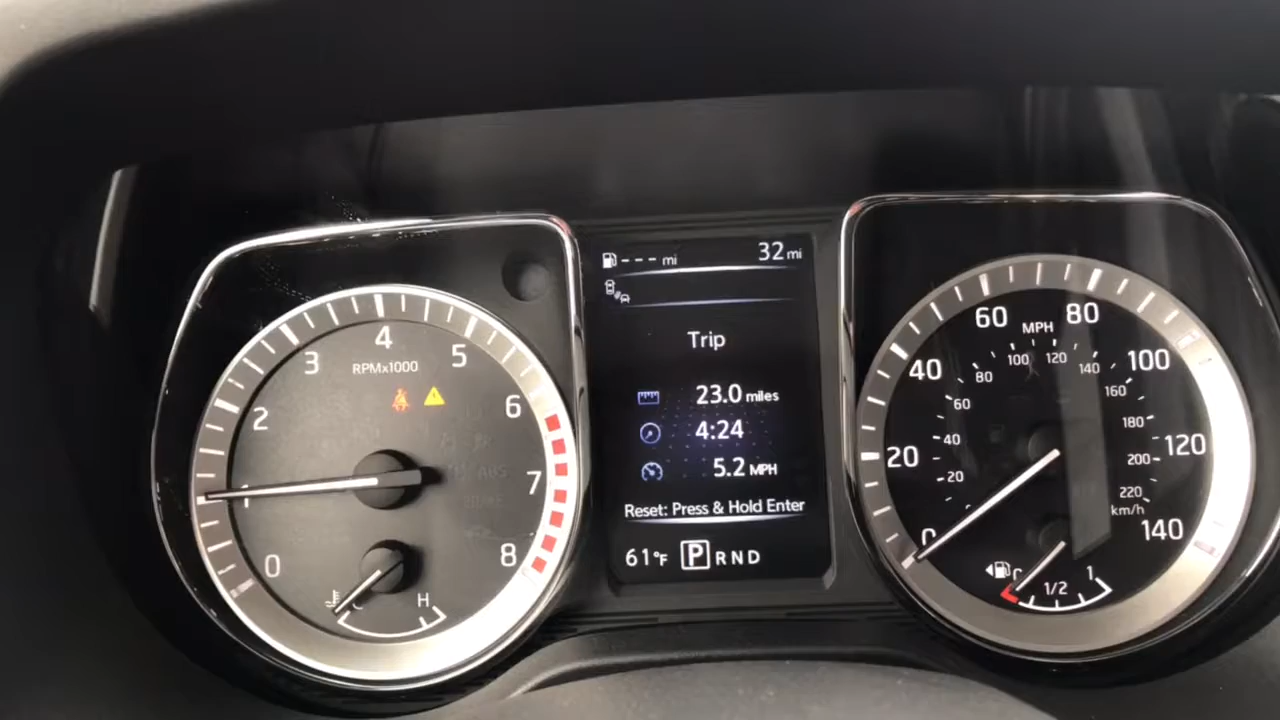 --- mi 32 mi
Trip
23.0 miles
4:24
5.2 MPH
Reset: Press & Hold Enter
61°F P R N D
0 1 2 3 4 5 6 7 8
RPMx1000
ABS
H
0 20 40 60 80 100 120 140
MPH
20 40 60 80 100 120 140 160 180 200 220
km/h
1/2 1